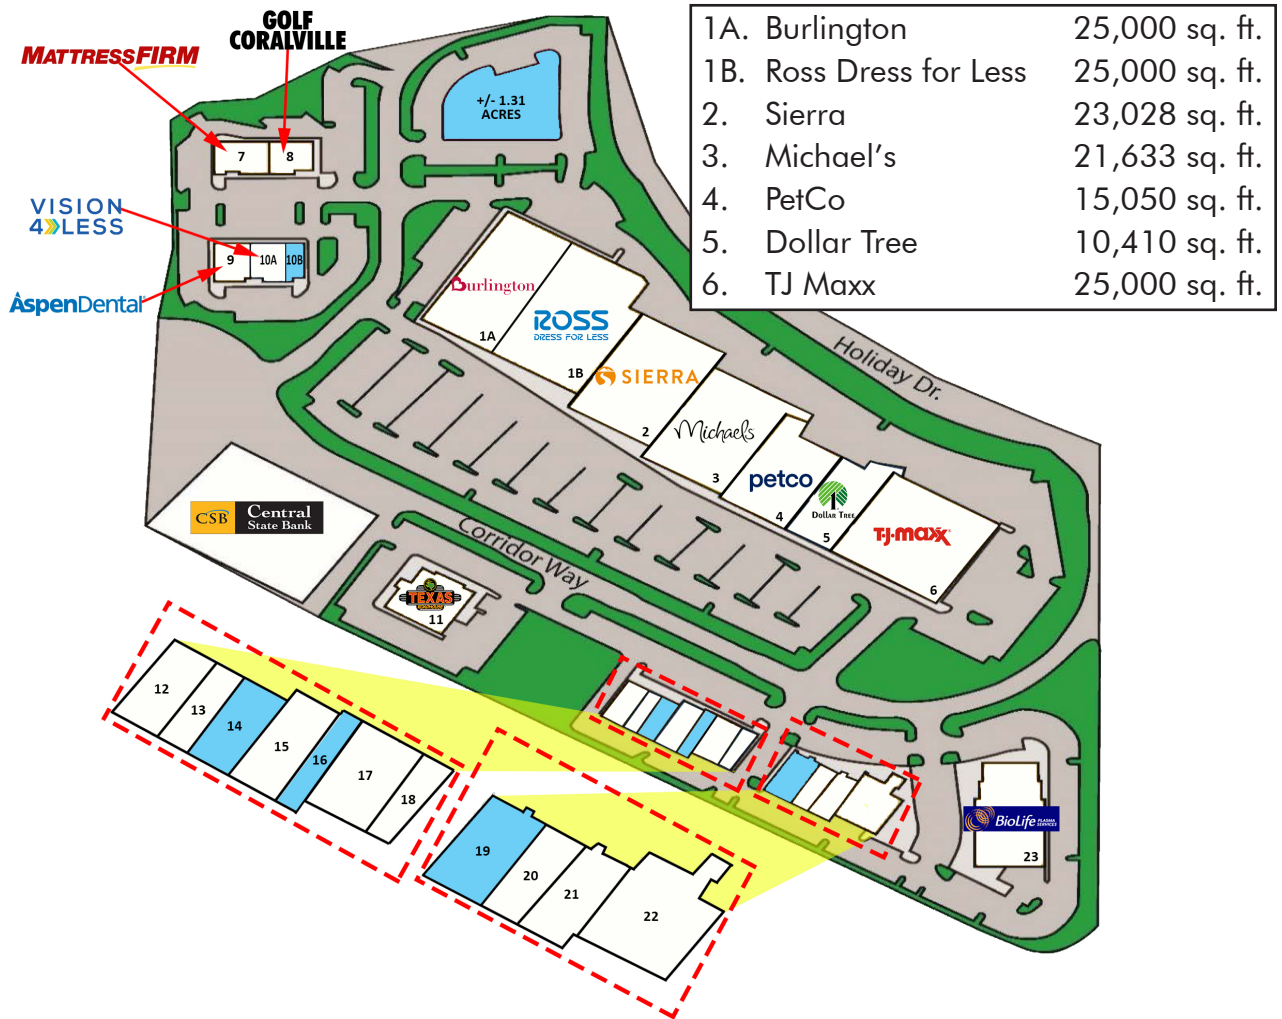 1A. Burlington 25,000 sq. ft.
1B. Ross Dress for Less 25,000 sq. ft.
2. Sierra 23,028 sq. ft.
3. Michael's 21,633 sq. ft.
4. PetCo 15,050 sq. ft.
5. Dollar Tree 10,410 sq. ft.
6. TJ Maxx 25,000 sq. ft.
GOLF
CORALVILLE
MATTRESSFIRM
+/- 1.31
ACRES
7
8
VISION
4 LESS
9
10A
10B
AspenDental
Burlington
1A
ROSS
DRESS FOR LESS
1B
SIERRA
2
Michaels
3
petco
4
DOLLAR TREE
5
T·J·maxx
6
Holiday Dr.
Corridor Way
CSB Central
State Bank
TEXAS
11
12
13
14
15
16
17
18
19
20
21
22
BioLife PLASMA
SERVICES
23